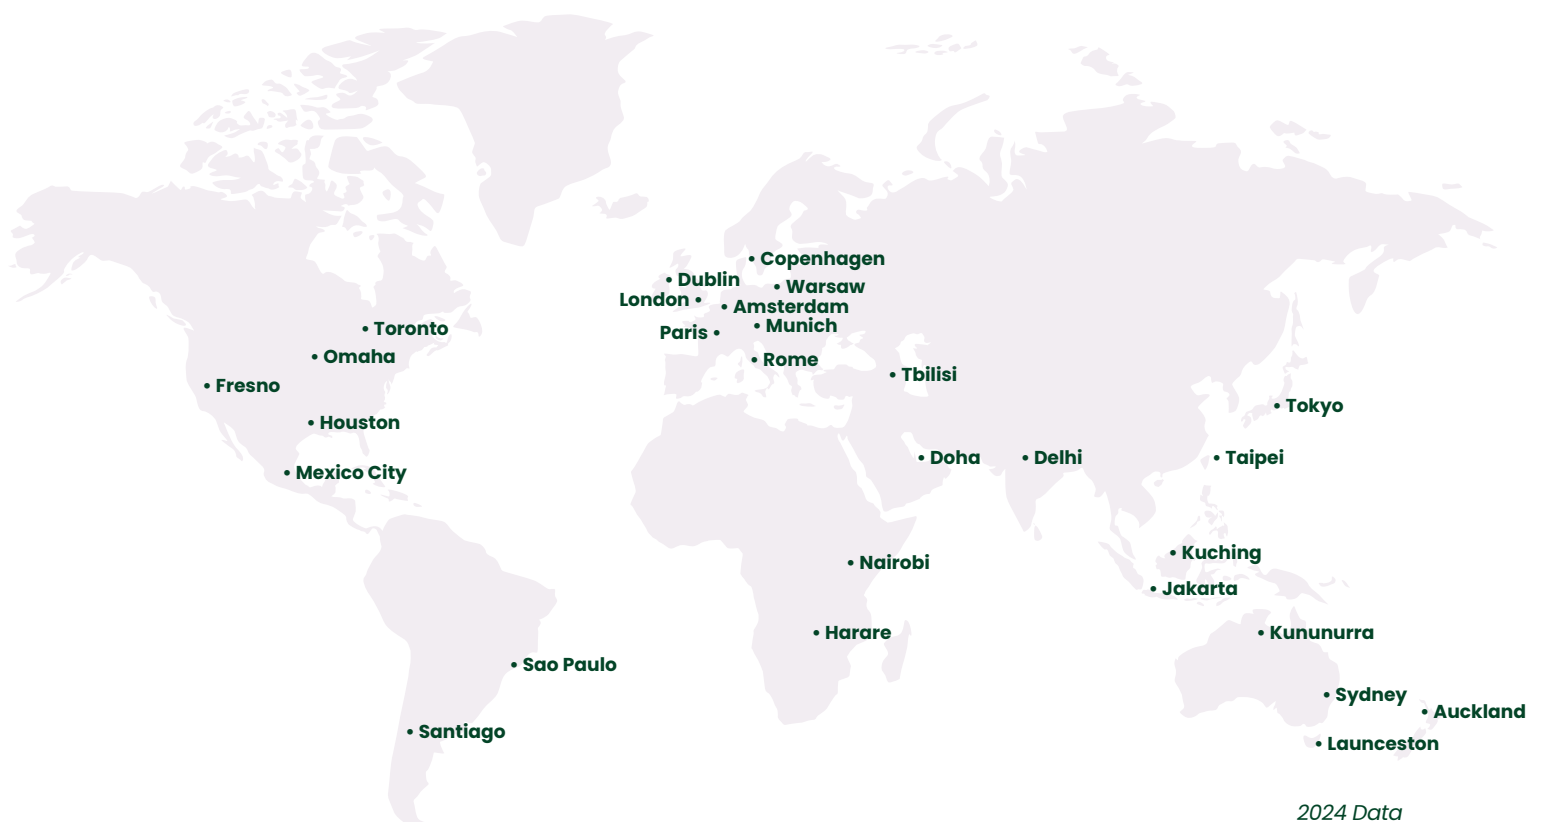 • Copenhagen
• Dublin
• Warsaw
London •
• Amsterdam
• Munich
• Toronto
Paris •
• Omaha
• Rome
• Tbilisi
• Fresno
• Tokyo
• Houston
• Doha
• Delhi
• Taipei
• Mexico City
• Kuching
• Nairobi
• Jakarta
• Harare
• Kununurra
• Sao Paulo
• Sydney
• Auckland
• Santiago
• Launceston
2024 Data